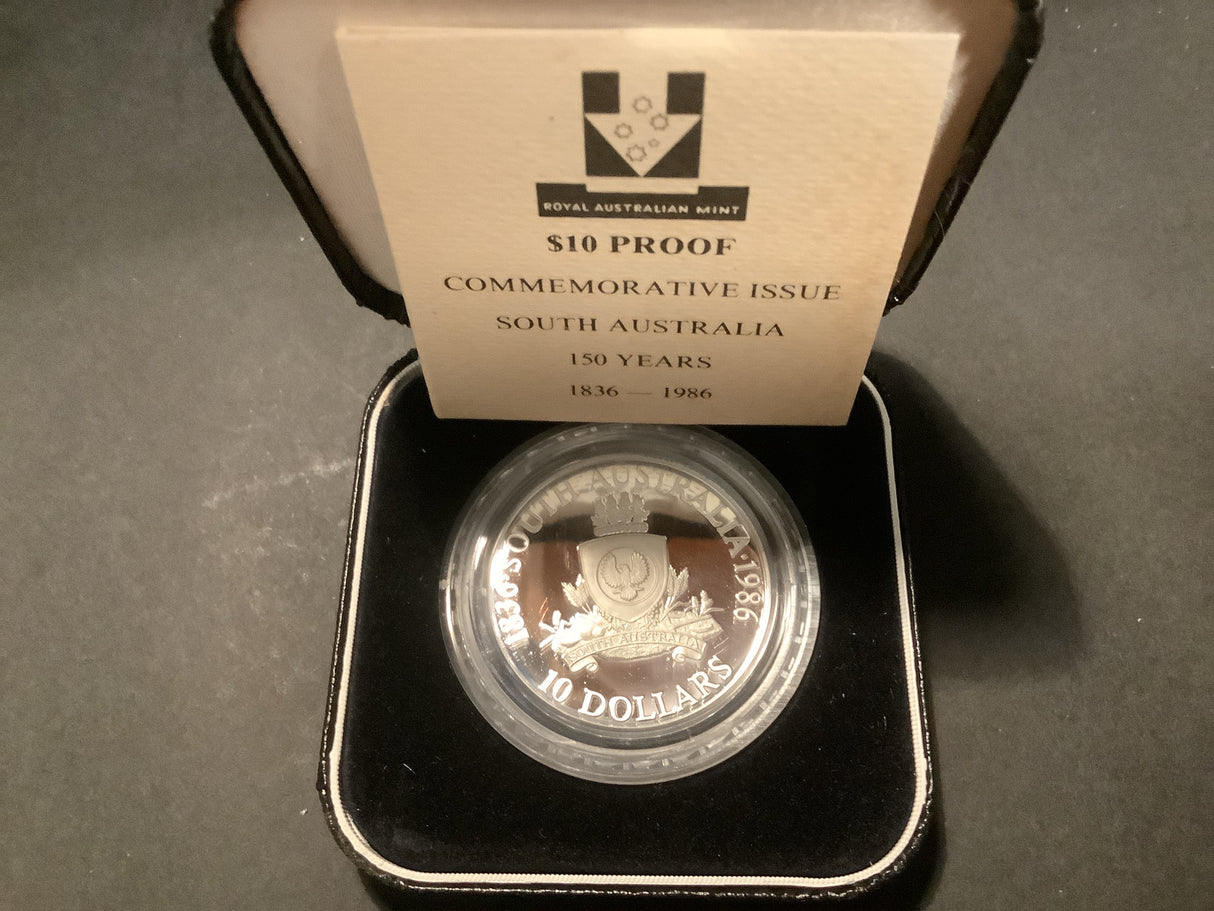 ROYAL AUSTRALIAN MINT
$10 PROOF
COMMEMORATIVE ISSUE
SOUTH AUSTRALIA
150 YEARS
1836 — 1986
1836·SOUTH·AUSTRALIA·1986
SOUTH AUSTRALIA
10 DOLLARS